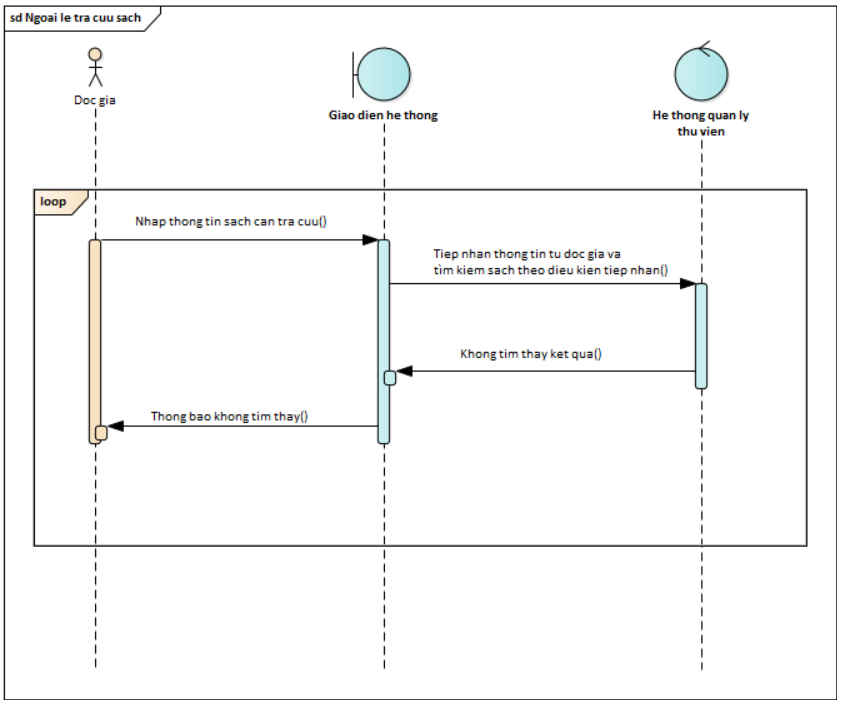 sd Ngoai le tra cuu sach
Doc gia
Giao dien he thong
He thong quan ly
thu vien
loop
Nhap thong tin sach can tra cuu()
Tiep nhan thong tin tu doc gia va
tìm kiem sach theo dieu kien tiep nhan()
Khong tim thay ket qua()
Thong bao khong tim thay()